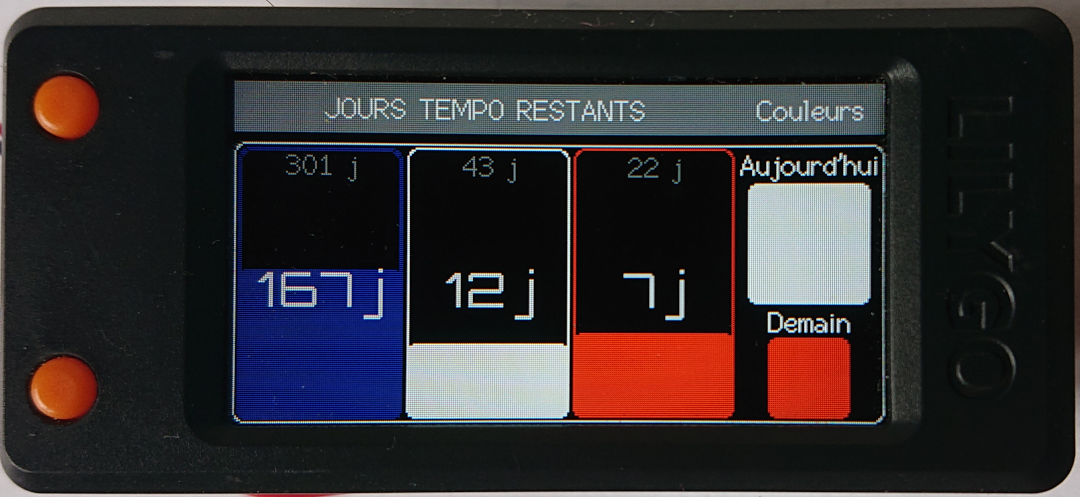 JOURS TEMPO RESTANTS Couleurs
301 j 43 j 22 j Aujourd'hui
167 j 12 j 7 j
Demain
LILYGO